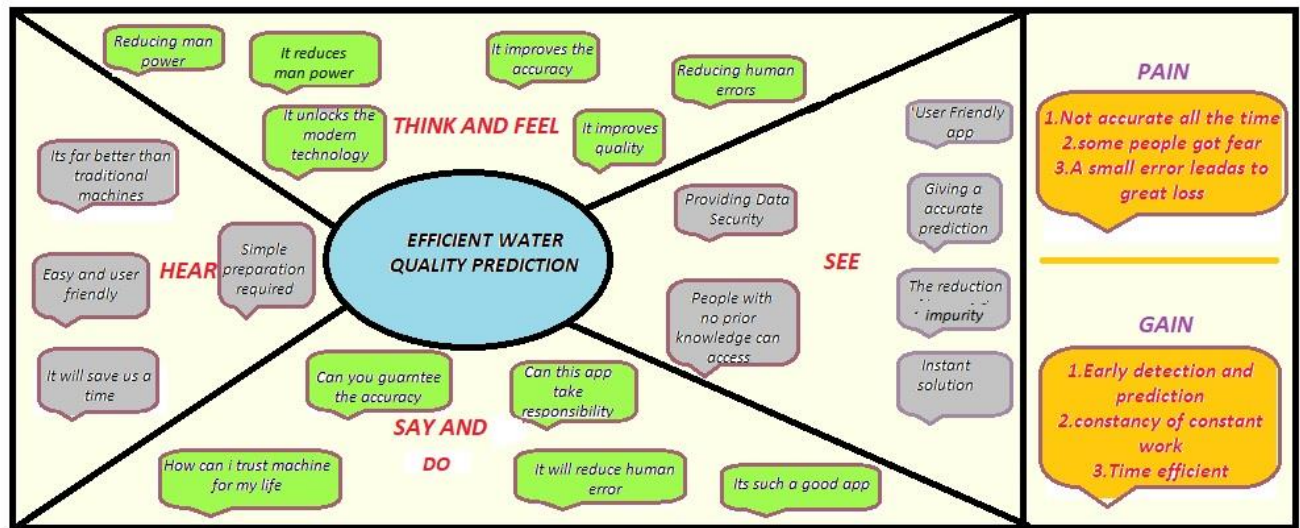 Reducing man
power
It reduces
man power
It improves the
accuracy
Reducing human
errors
It unlocks the
modern
technology
THINK AND FEEL
It improves
quality
Its far better than
traditional
machines
HEAR
Simple
preparation
required
Easy and user
friendly
It will save us a
time
EFFICIENT WATER
QUALITY PREDICTION
Providing Data
Security
SEE
People with
no prior
knowledge can
access
'User Friendly
app
Giving a
accurate
prediction
The reduction
impurity
Instant
solution
Can you guarntee
the accuracy
Can this app
take
responsibility
SAY AND
DO
How can i trust machine
for my life
It will reduce human
error
Its such a good app
PAIN
1.Not accurate all the time
2.some people got fear
3.A small error leadas to
great loss
GAIN
1.Early detection and
prediction
2.constancy of constant
work
3.Time efficient